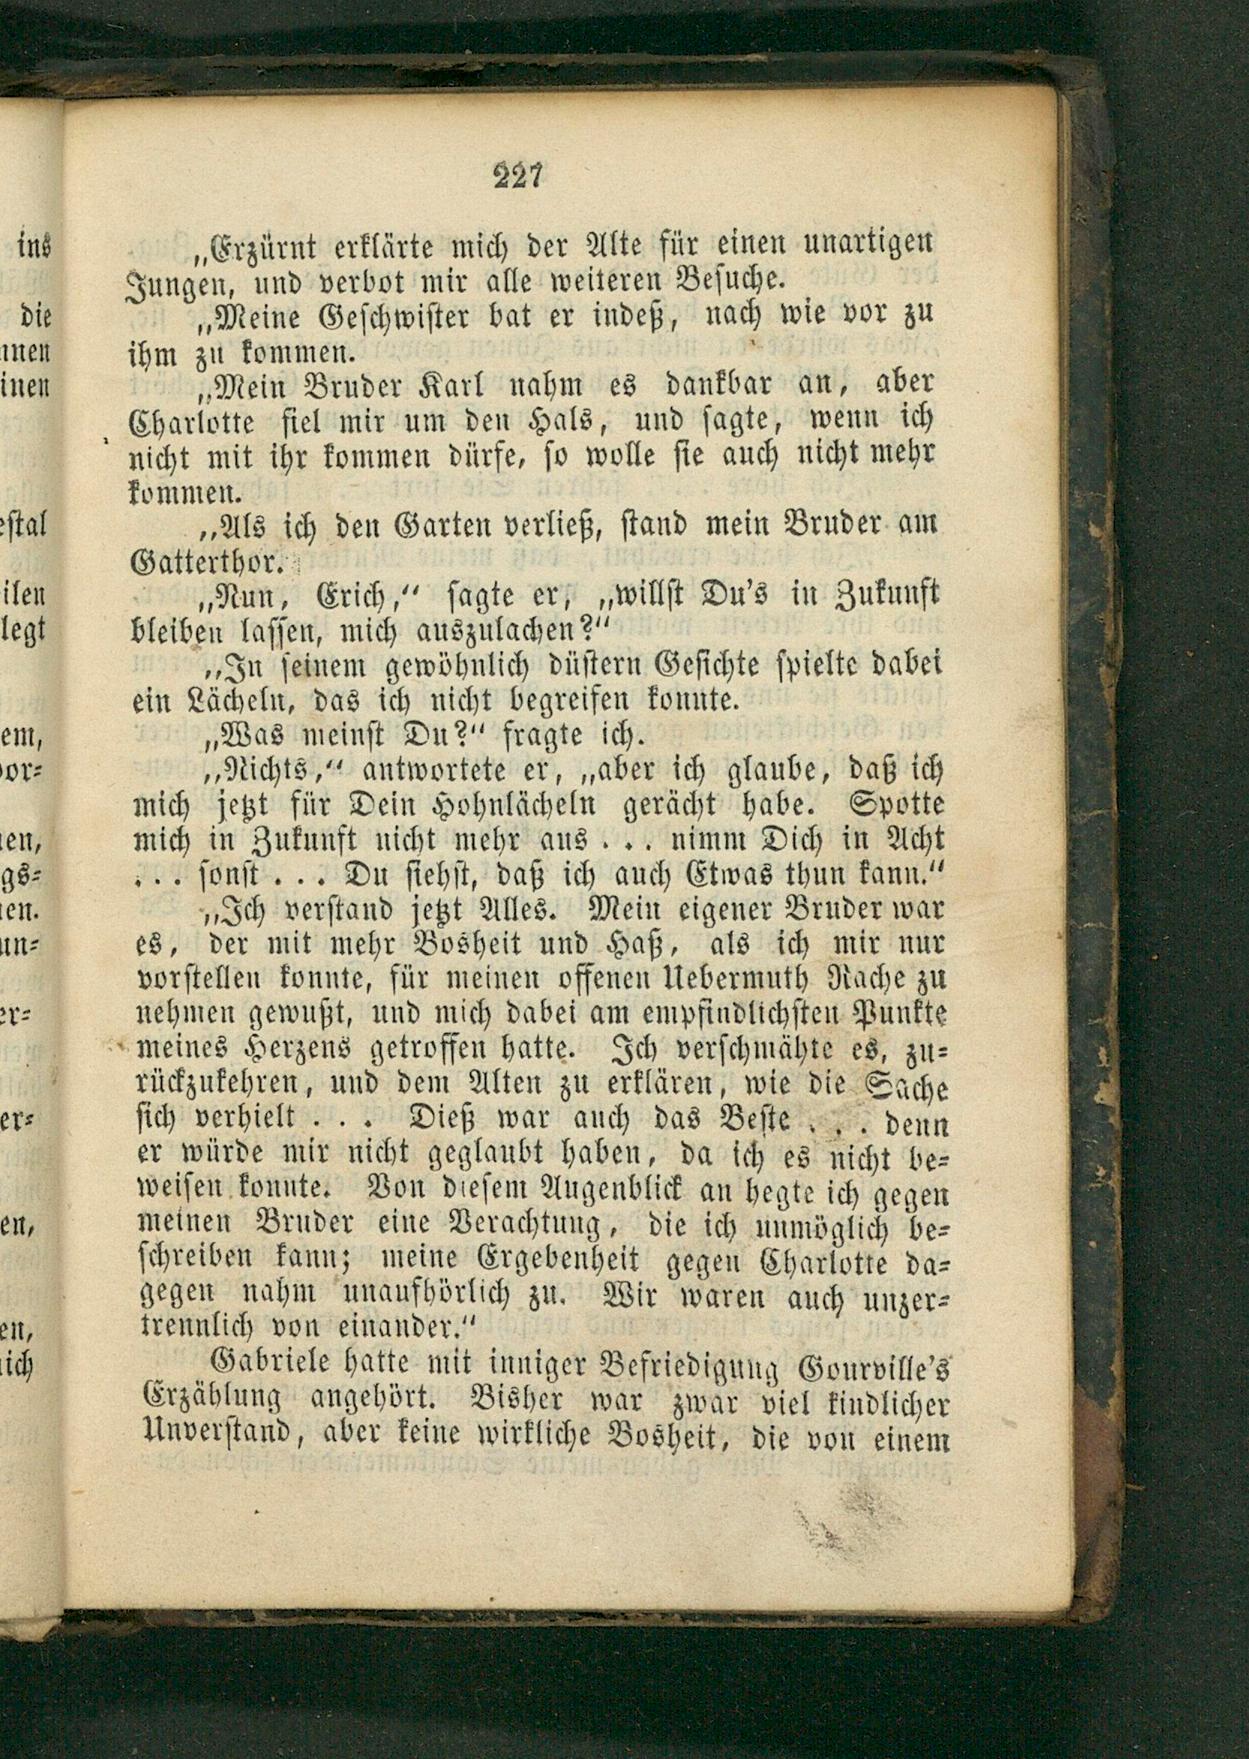 227
„Erzürnt erklärte mich der Alte für einen unartigen
Jungen, und verbot mir alle weiteren Besuche.
„Meine Geschwister bat er indeß, nach wie vor zu
ihm zu kommen.
„Mein Bruder Karl nahm es dankbar an, aber
Charlotte fiel mir um den Hals, und sagte, wenn ich
nicht mit ihr kommen dürfe, so wolle sie auch nicht mehr
kommen.
„Als ich den Garten verließ, stand mein Bruder am
Gatterthor.
„Nun, Erich,“ sagte er, „willst Du's in Zukunft
bleiben lassen, mich auszulachen?“
„In seinem gewöhnlich düstern Gesichte spielte dabei
ein Lächeln, das ich nicht begreifen konnte.
„Was meinst Du?“ fragte ich.
„Nichts,“ antwortete er, „aber ich glaube, daß ich
mich jetzt für Dein Hohnlächeln gerächt habe. Spotte
mich in Zukunft nicht mehr aus . . . nimm Dich in Acht
. . . sonst . . . Du siehst, daß ich auch Etwas thun kann.“
„Ich verstand jetzt Alles. Mein eigener Bruder war
es, der mit mehr Bosheit und Haß, als ich mir nur
vorstellen konnte, für meinen offenen Uebermuth Rache zu
nehmen gewußt, und mich dabei am empfindlichsten Punkte
meines Herzens getroffen hatte. Ich verschmähte es, zu-
rückzukehren, und dem Alten zu erklären, wie die Sache
sich verhielt . . . Dieß war auch das Beste . . . denn
er würde mir nicht geglaubt haben, da ich es nicht be-
weisen konnte. Von diesem Augenblick an hegte ich gegen
meinen Bruder eine Verachtung, die ich unmöglich be-
schreiben kann; meine Ergebenheit gegen Charlotte da-
gegen nahm unaufhörlich zu. Wir waren auch unzer-
trennlich von einander.“
Gabriele hatte mit inniger Befriedigung Gourville's
Erzählung angehört. Bisher war zwar viel kindlicher
Unverstand, aber keine wirkliche Bosheit, die von einem